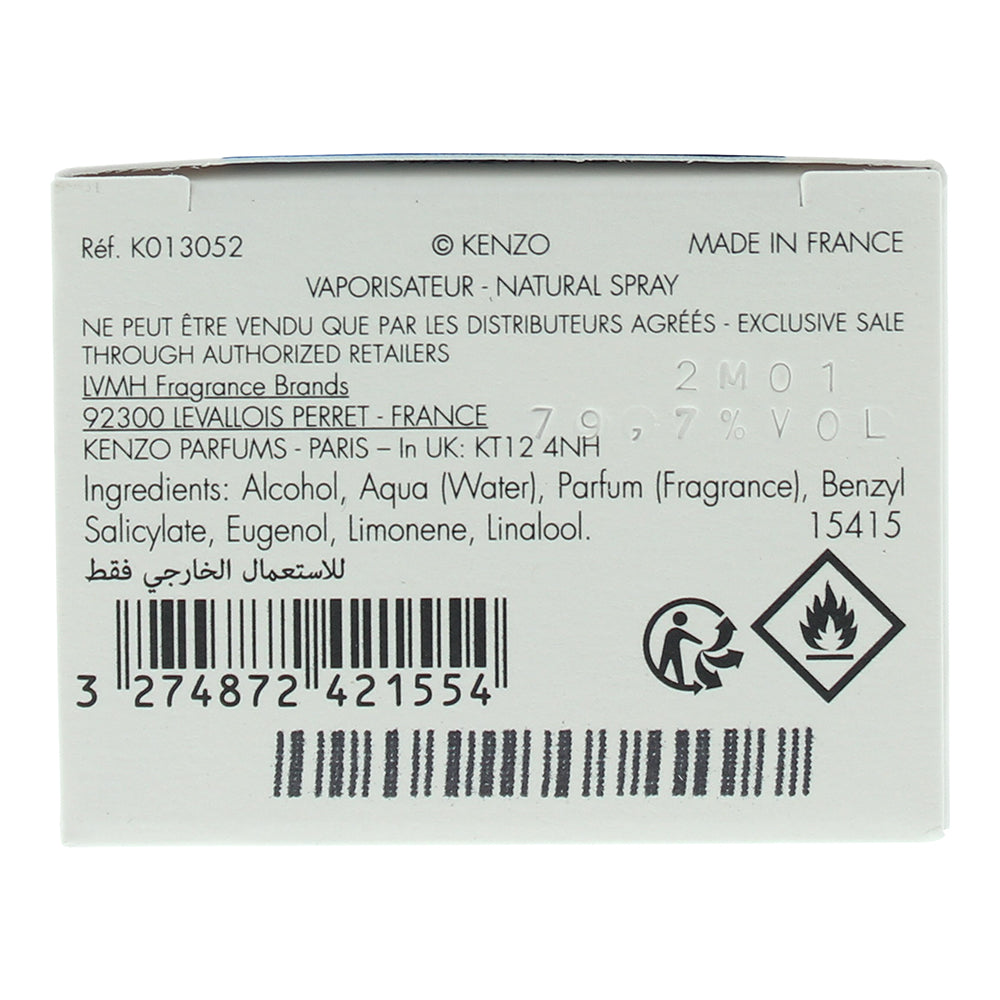 Réf. K013052 © KENZO MADE IN FRANCE
VAPORISATEUR - NATURAL SPRAY
NE PEUT ÊTRE VENDU QUE PAR LES DISTRIBUTEURS AGRÉÉS - EXCLUSIVE SALE
THROUGH AUTHORIZED RETAILERS
LVMH Fragrance Brands
2M01
92300 LEVALLOIS PERRET - FRANCE
79,7%VOL
KENZO PARFUMS - PARIS – In UK: KT12 4NH
Ingredients: Alcohol, Aqua (Water), Parfum (Fragrance), Benzyl
Salicylate, Eugenol, Limonene, Linalool. 15415
للاستعمال الخارجي فقط
3 274872 421554